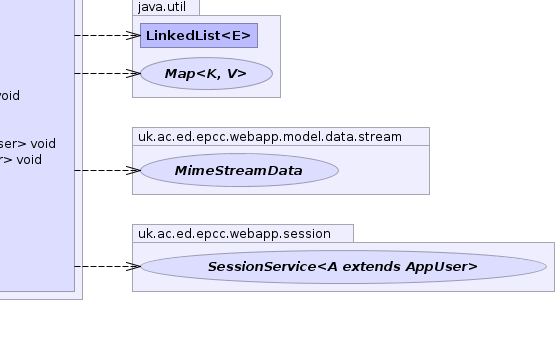 java.util
LinkedList<E>
Map<K, V>
void
ser> void
r> void
uk.ac.ed.epcc.webapp.model.data.stream
MimeStreamData
uk.ac.ed.epcc.webapp.session
SessionService<A extends AppUser>